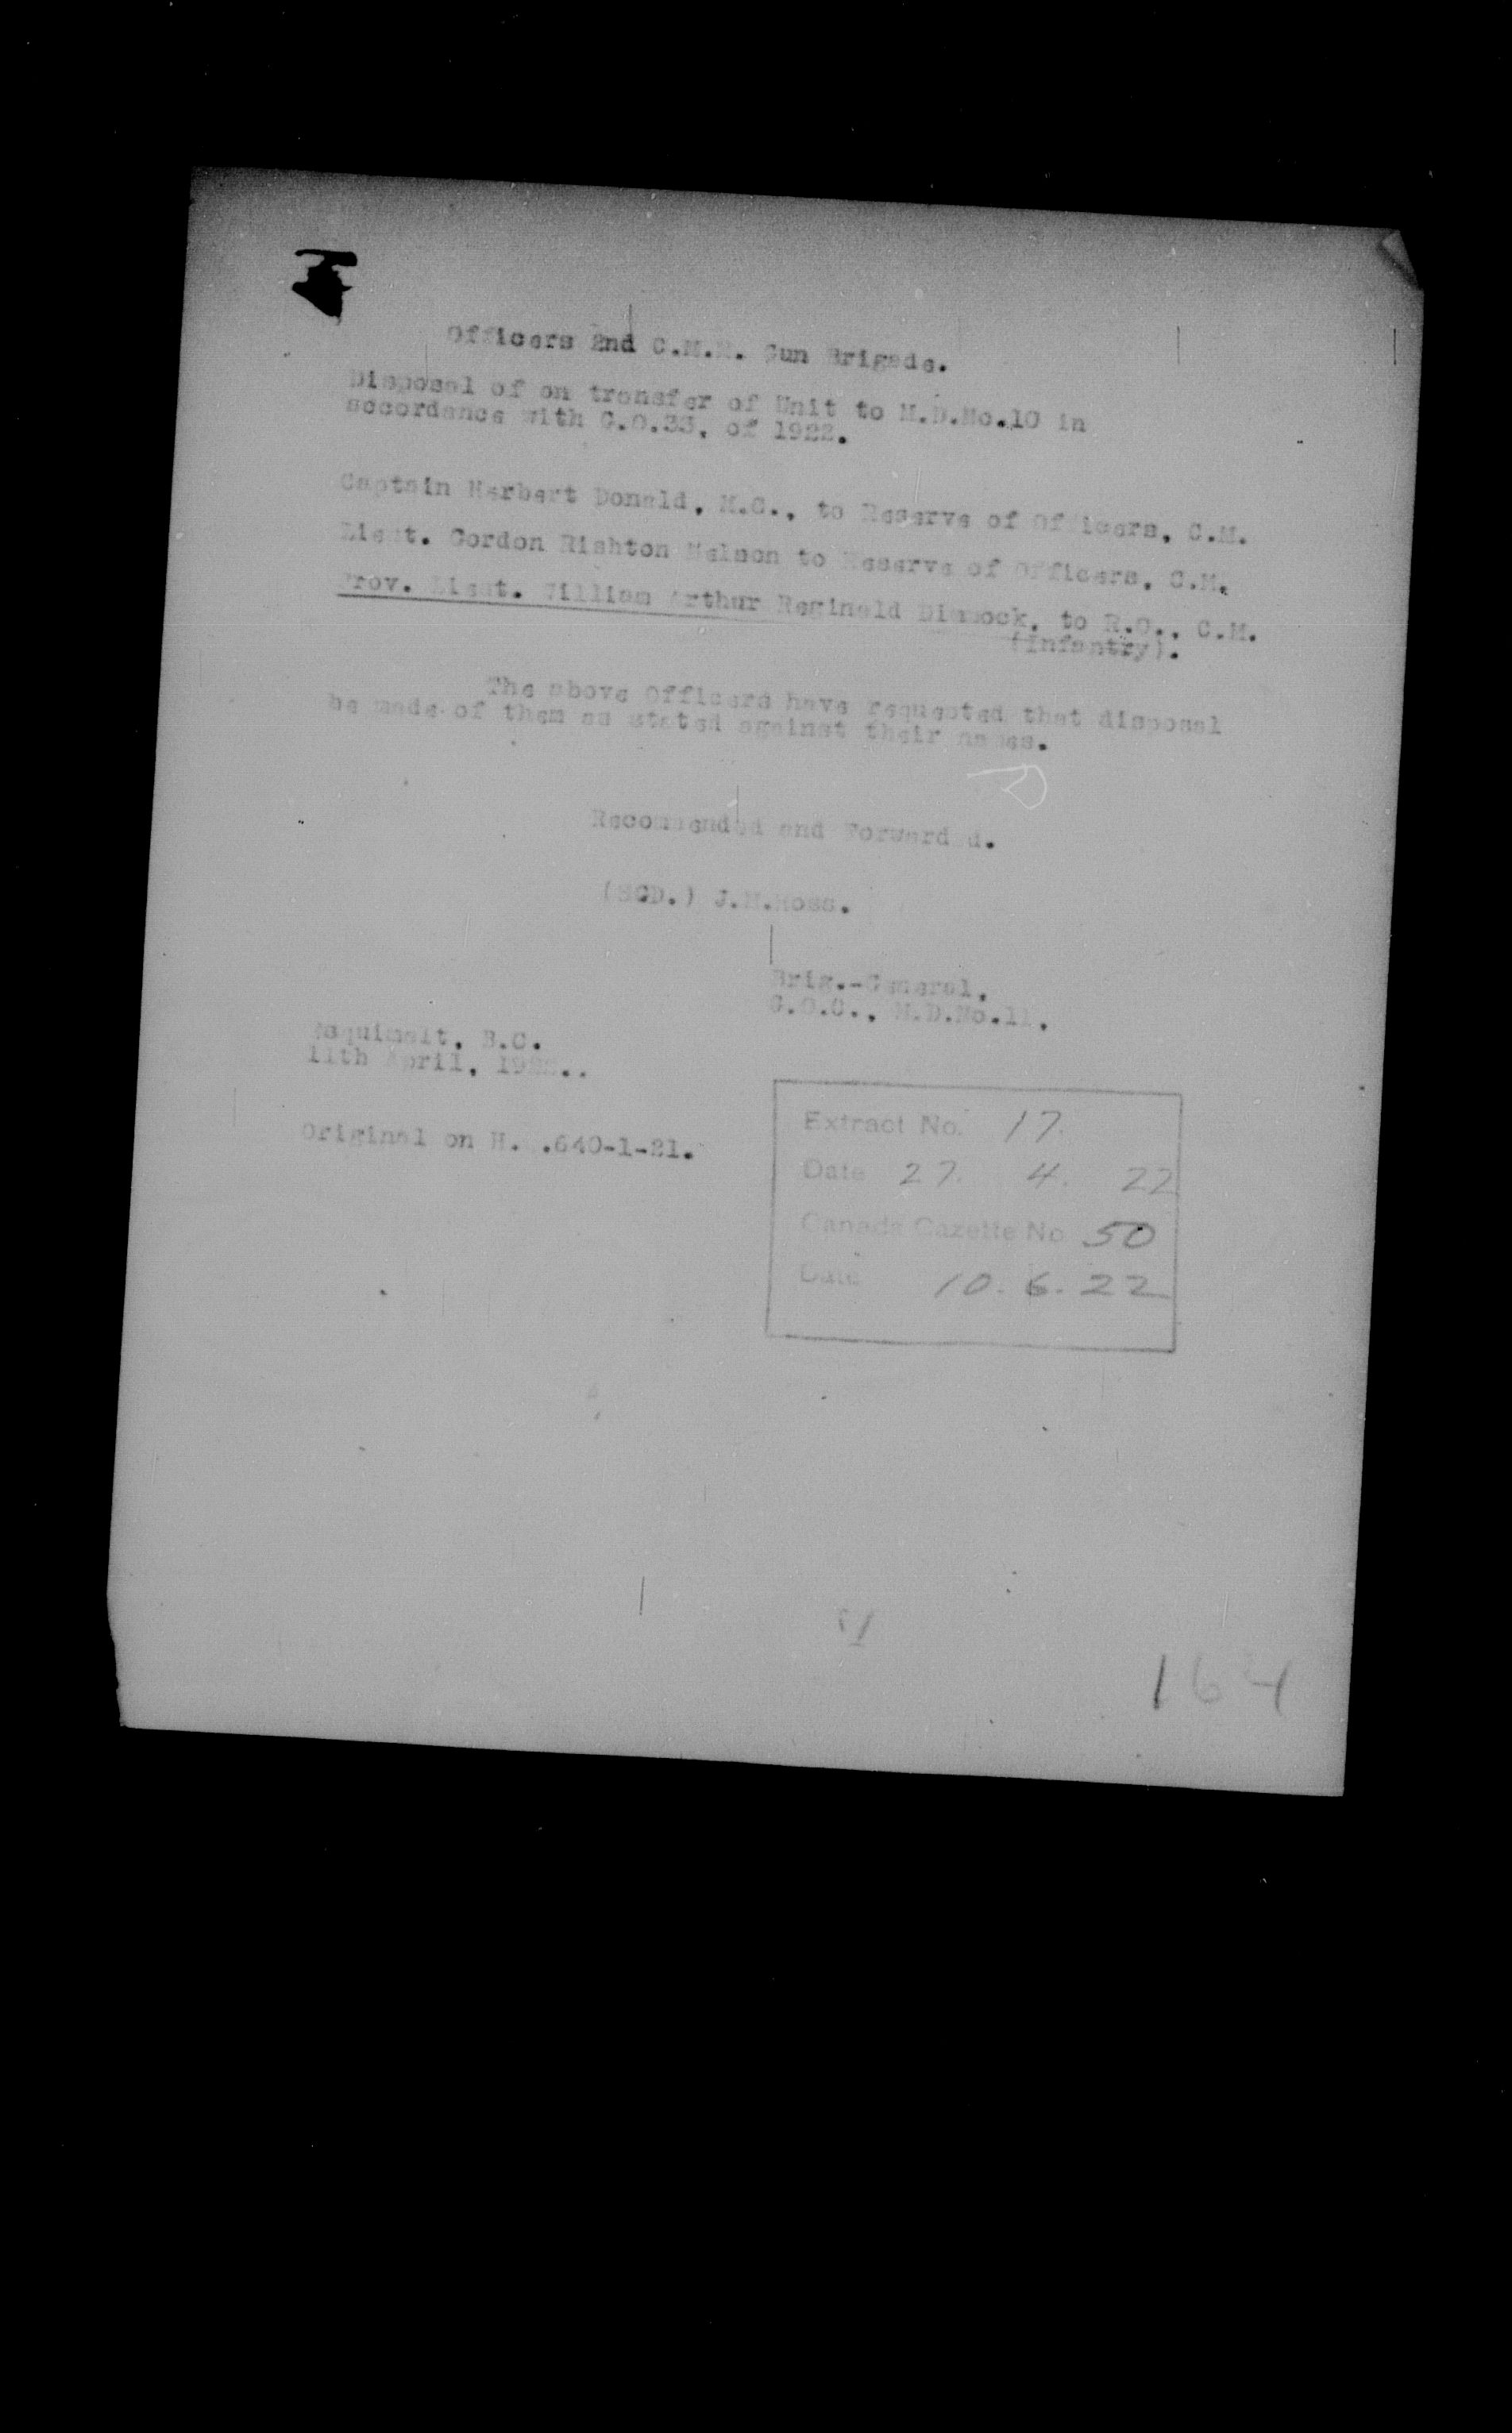 Officers 2nd C.M.M. Gun Brigade.
Disposal of on transfer of Unit to M.D.No.10 in
accordance with G.O.33, of 1922.
Captain Herbert Donald, M.C., to Reserve of Officers, C.M.
Lieut. Gordon Rishton Nelson to Reserve of Officers, C.M.
Prov. Lieut. William Arthur Reginald Dimmock, to R.O., C.M.
(Infantry).
The above Officers have requested that disposal
be made of them as stated against their names.
Recommended and Forwarded.
(SGD.) J.M.Ross.
Brig.-General,
G.O.C., M.D.No.11.
Esquimalt, B.C.
11th April, 1922..
Original on H. .640-1-21.
Extract No. 17.
Date 27. 4. 22
Canada Gazette No 50
Date 10. 6. 22
164